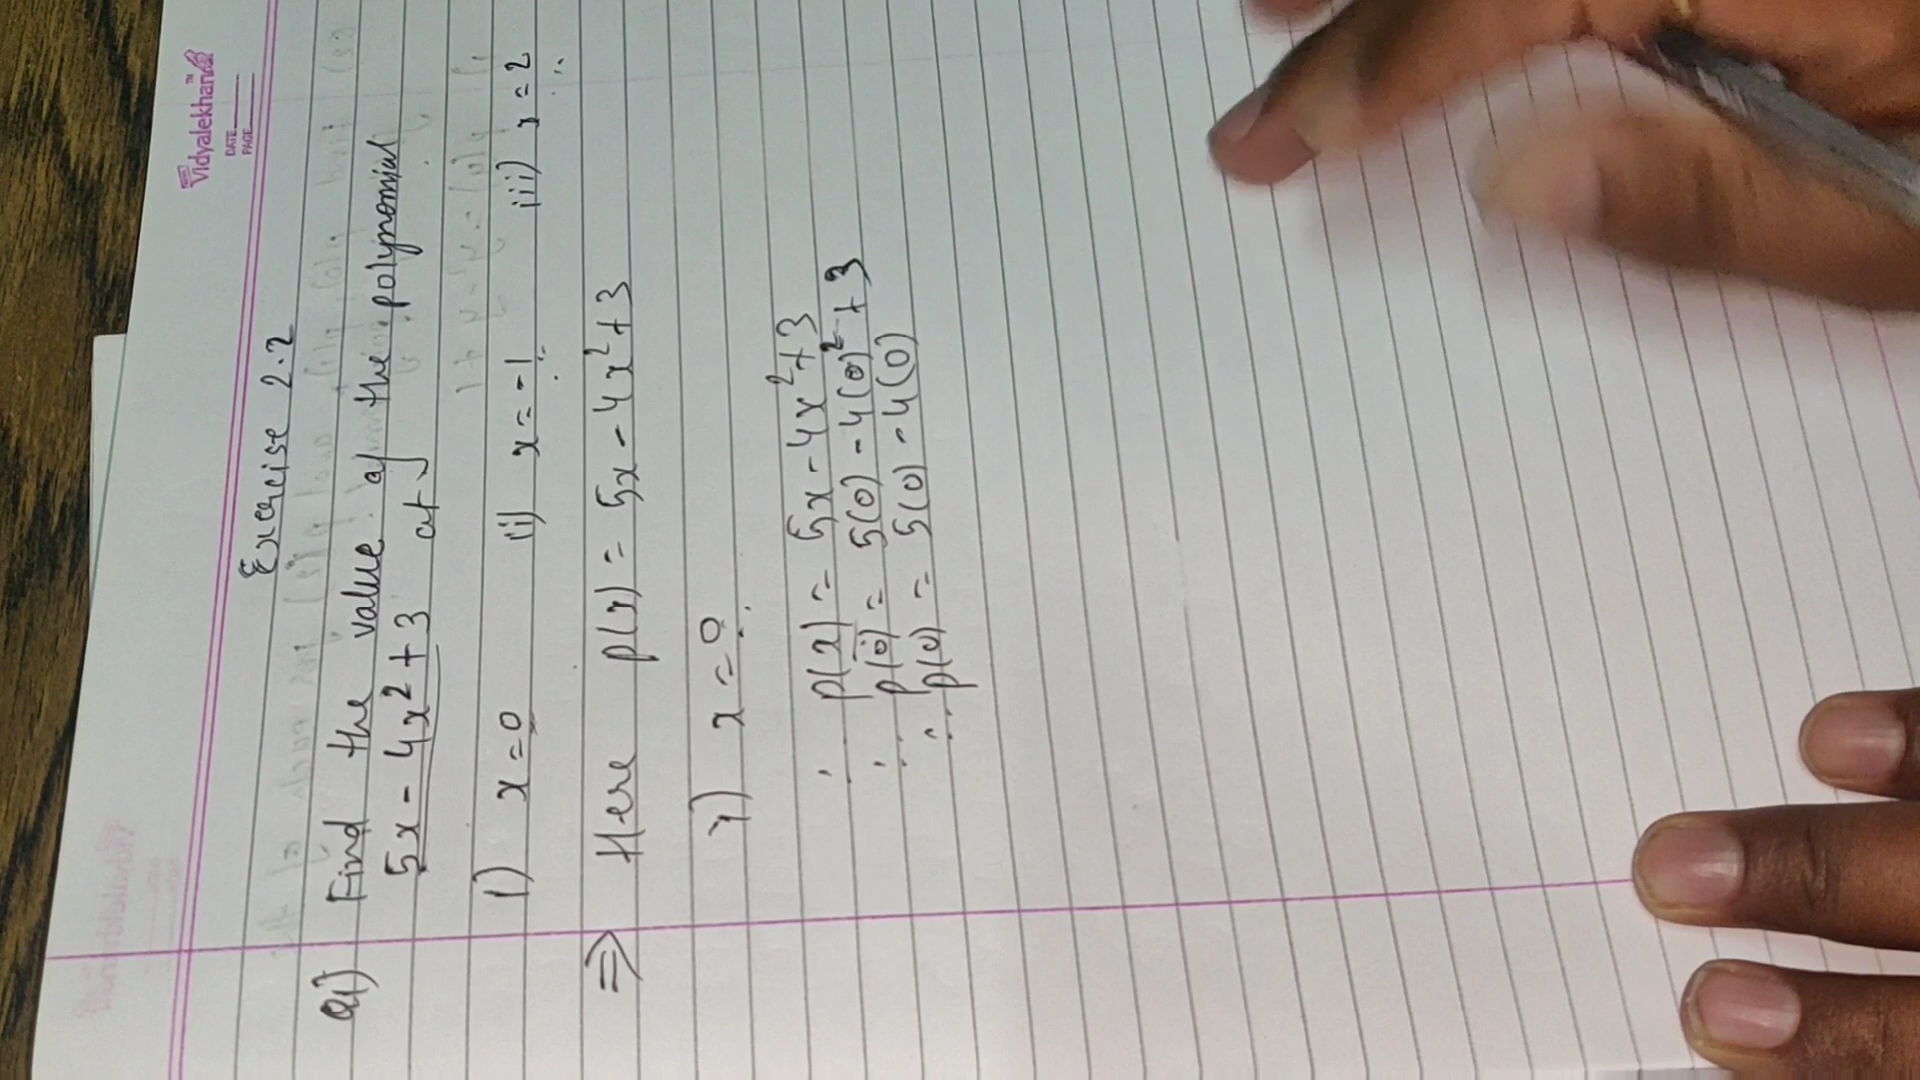 Vidyalekhan™
DATE
PAGE
Exercise 2.2
Q1) Find the value of the polynomial
5x - 4x² + 3 at
i) x = 0 ii) x = -1 iii) x = 2
⇒ Here p(x) = 5x - 4x² + 3
i) x = 0
∴ p(x) = 5x - 4x² + 3
∴ p(0) = 5(0) - 4(0)² + 3
∴ p(0) = 5(0) - 4(0)